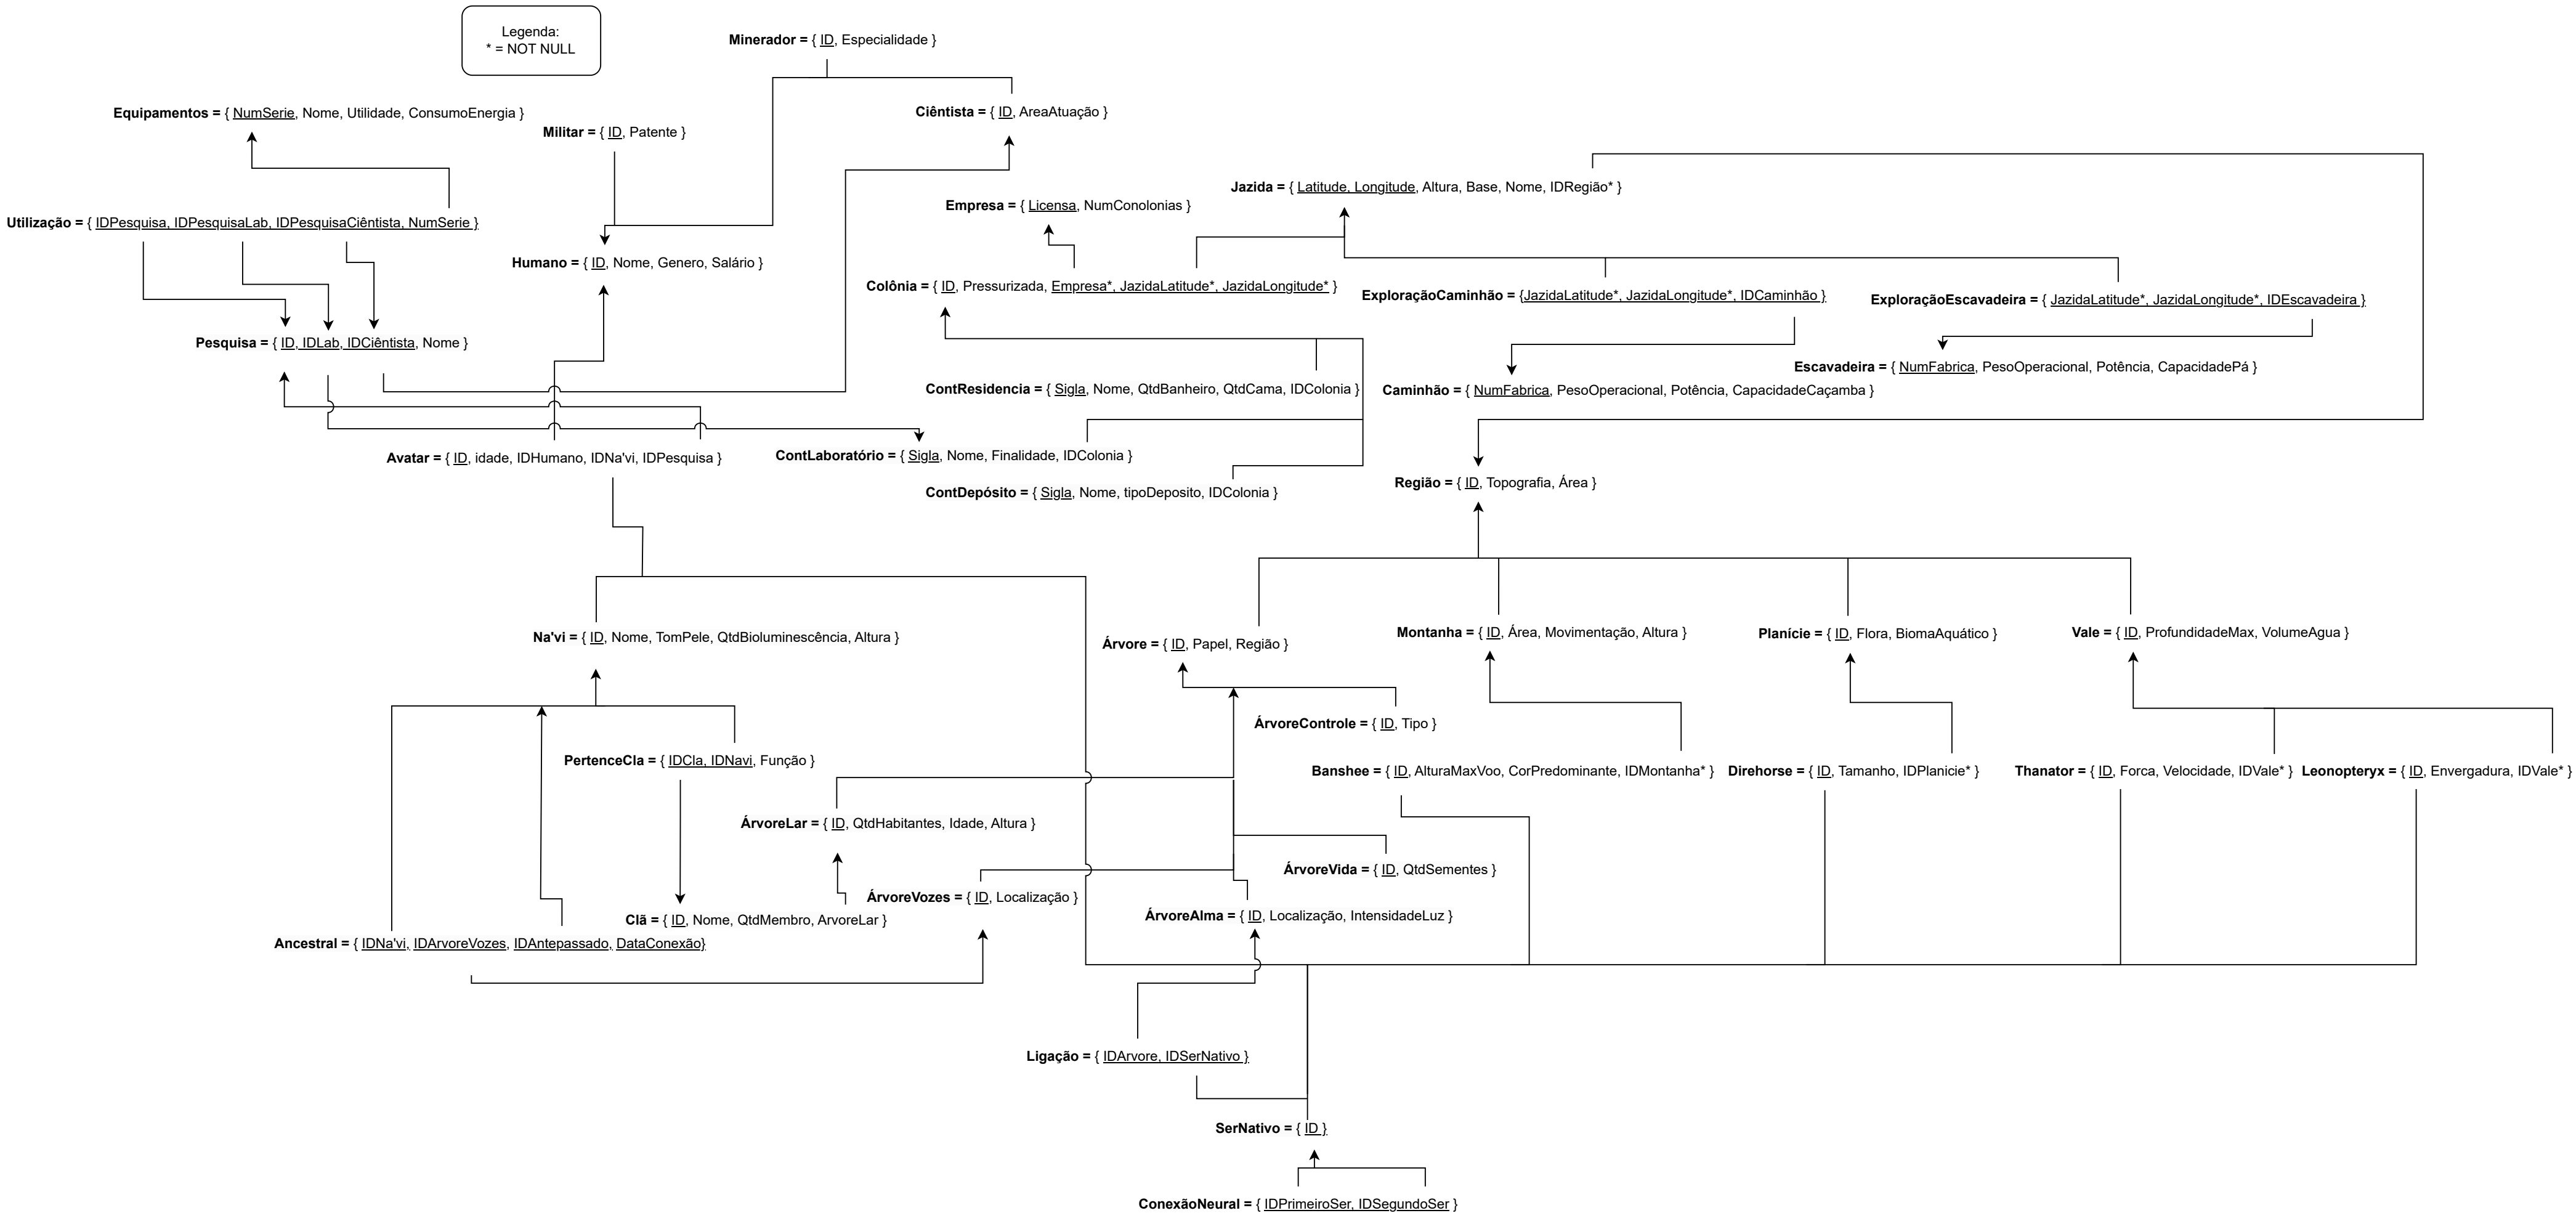 Legenda:
* = NOT NULL
Minerador = { ID, Especialidade }
Equipamentos = { NumSerie, Nome, Utilidade, ConsumoEnergia }
Ciêntista = { ID, AreaAtuação }
Militar = { ID, Patente }
Jazida = { Latitude, Longitude, Altura, Base, Nome, IDRegião* }
Empresa = { Licensa, NumConolonias }
Utilização = { IDPesquisa, IDPesquisaLab, IDPesquisaCiêntista, NumSerie }
Humano = { ID, Nome, Genero, Salário }
Colônia = { ID, Pressurizada, Empresa*, JazidaLatitude*, JazidaLongitude* }
ExploraçãoCaminhão = {JazidaLatitude*, JazidaLongitude*, IDCaminhão }
ExploraçãoEscavadeira = { JazidaLatitude*, JazidaLongitude*, IDEscavadeira }
Pesquisa = { ID, IDLab, IDCiêntista, Nome }
Escavadeira = { NumFabrica, PesoOperacional, Potência, CapacidadePá }
ContResidencia = { Sigla, Nome, QtdBanheiro, QtdCama, IDColonia }
Caminhão = { NumFabrica, PesoOperacional, Potência, CapacidadeCaçamba }
Avatar = { ID, idade, IDHumano, IDNa'vi, IDPesquisa }
ContLaboratório = { Sigla, Nome, Finalidade, IDColonia }
ContDepósito = { Sigla, Nome, tipoDeposito, IDColonia }
Região = { ID, Topografia, Área }
Na'vi = { ID, Nome, TomPele, QtdBioluminescência, Altura }
Árvore = { ID, Papel, Região }
Montanha = { ID, Área, Movimentação, Altura }
Planície = { ID, Flora, BiomaAquático }
Vale = { ID, ProfundidadeMax, VolumeAgua }
ÁrvoreControle = { ID, Tipo }
PertenceCla = { IDCla, IDNavi, Função }
Banshee = { ID, AlturaMaxVoo, CorPredominante, IDMontanha* }
Direhorse = { ID, Tamanho, IDPlanicie* }
Thanator = { ID, Forca, Velocidade, IDVale* }
Leonopteryx = { ID, Envergadura, IDVale* }
ÁrvoreLar = { ID, QtdHabitantes, Idade, Altura }
ÁrvoreVida = { ID, QtdSementes }
ÁrvoreVozes = { ID, Localização }
Clã = { ID, Nome, QtdMembro, ArvoreLar }
ÁrvoreAlma = { ID, Localização, IntensidadeLuz }
Ancestral = { IDNa'vi, IDArvoreVozes, IDAntepassado, DataConexão}
Ligação = { IDArvore, IDSerNativo }
SerNativo = { ID }
ConexãoNeural = { IDPrimeiroSer, IDSegundoSer }